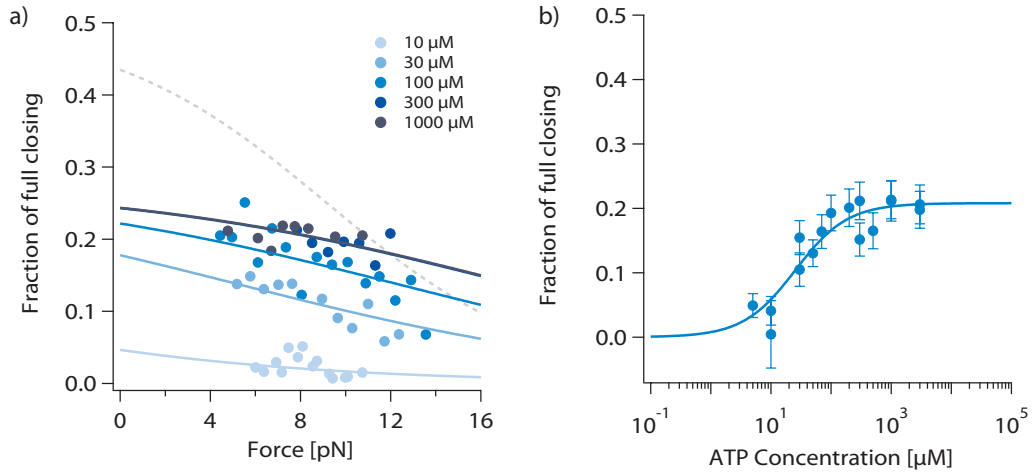 a)
Fraction of full closing
0.5
0.4
0.3
0.2
0.1
0.0
0
4
8
12
16
Force [pN]
10 µM
30 µM
100 µM
300 µM
1000 µM
b)
Fraction of full closing
0.5
0.4
0.3
0.2
0.1
0.0
10⁻¹
10¹
10³
10⁵
ATP Concentration [µM]